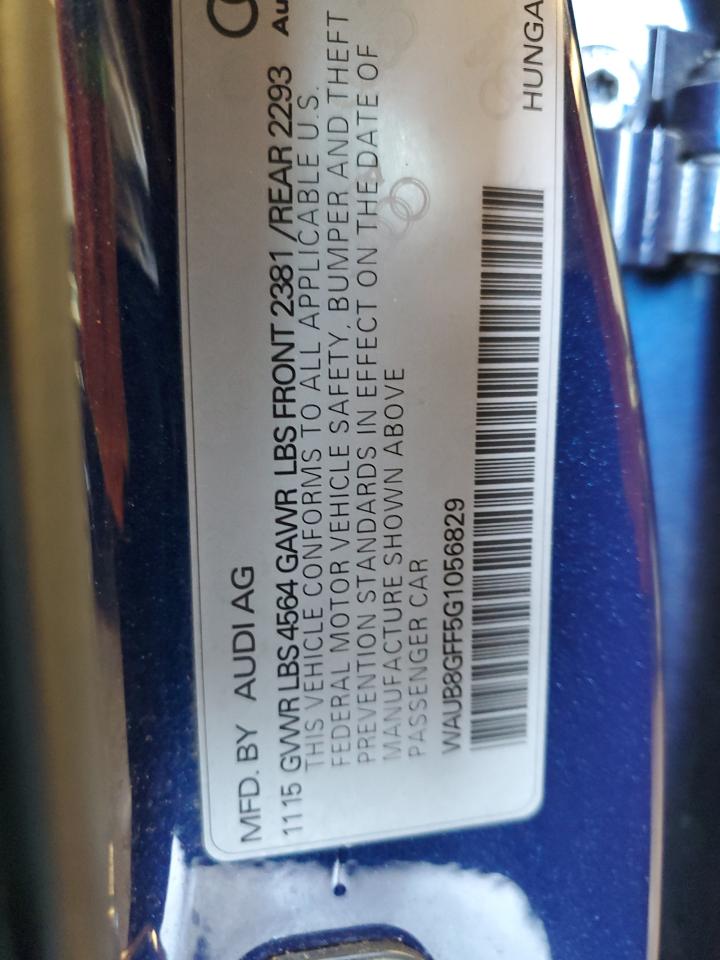 MFD. BY AUDI AG
11 15 GVWR LBS 4564 GAWR LBS FRONT 2381 /REAR 2293
THIS VEHICLE CONFORMS TO ALL APPLICABLE U.S.
FEDERAL MOTOR VEHICLE SAFETY, BUMPER AND THEFT
PREVENTION STANDARDS IN EFFECT ON THE DATE OF
MANUFACTURE SHOWN ABOVE
PASSENGER CAR
WAUB8GFF5G1056829